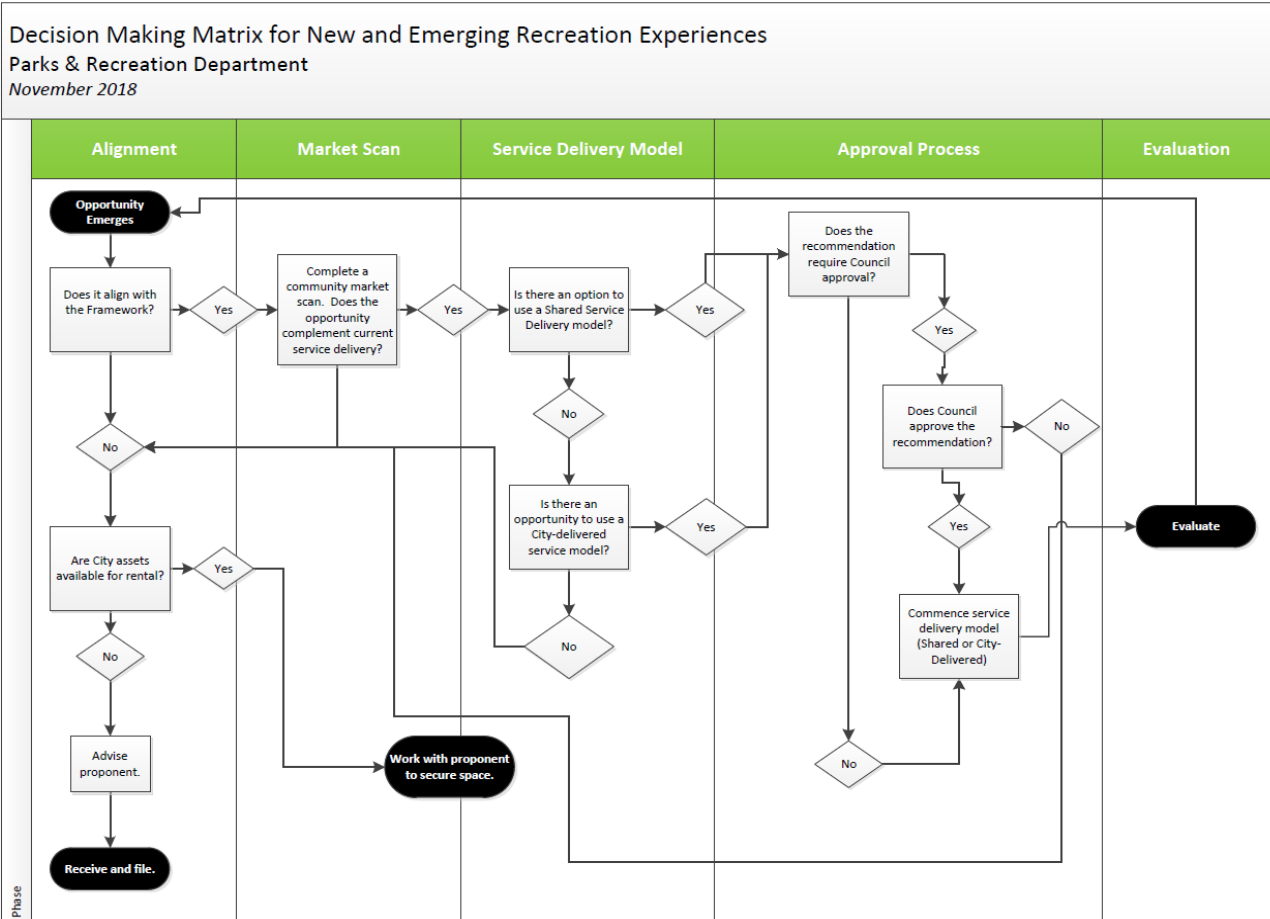 Decision Making Matrix for New and Emerging Recreation Experiences
Parks & Recreation Department
November 2018
Alignment
Market Scan
Service Delivery Model
Approval Process
Evaluation
Opportunity
Emerges
Does it align with
the Framework?
Yes
Complete a
community market
scan. Does the
opportunity
complement current
service delivery?
Yes
Is there an option to
use a Shared Service
Delivery model?
Yes
Does the
recommendation
require Council
approval?
Yes
No
No
Does Council
approve the
recommendation?
No
Is there an
opportunity to use a
City-delivered
service model?
Yes
Yes
Evaluate
Are City assets
available for rental?
Yes
No
No
Commence service
delivery model
(Shared or City-
Delivered)
Advise
proponent.
Work with proponent
to secure space.
No
Receive and file.
Phase